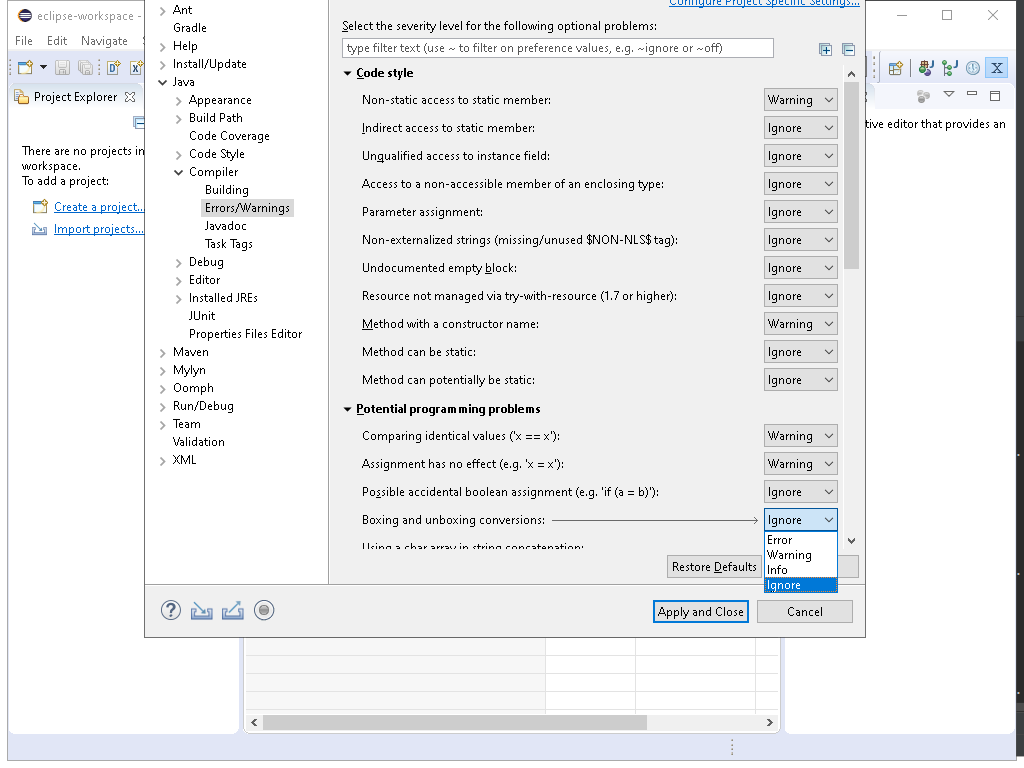 eclipse-workspace -
File Edit Navigate
Project Explorer
There are no projects in
workspace.
To add a project:
Create a project...
Import projects...
Ant
Gradle
Help
Install/Update
Java
Appearance
Build Path
Code Coverage
Code Style
Compiler
Building
Errors/Warnings
Javadoc
Task Tags
Debug
Editor
Installed JREs
JUnit
Properties Files Editor
Maven
Mylyn
Oomph
Run/Debug
Team
Validation
XML
Configure Project Specific Settings...
Select the severity level for the following optional problems:
type filter text (use ~ to filter on preference values, e.g. ~ignore or ~off)
Code style
Non-static access to static member: Warning
Indirect access to static member: Ignore
Unqualified access to instance field: Ignore
Access to a non-accessible member of an enclosing type: Ignore
Parameter assignment: Ignore
Non-externalized strings (missing/unused $NON-NLS$ tag): Ignore
Undocumented empty block: Ignore
Resource not managed via try-with-resource (1.7 or higher): Ignore
Method with a constructor name: Warning
Method can be static: Ignore
Method can potentially be static: Ignore
Potential programming problems
Comparing identical values ('x == x'): Warning
Assignment has no effect (e.g. 'x = x'): Warning
Possible accidental boolean assignment (e.g. 'if (a = b)'): Ignore
Boxing and unboxing conversions: Ignore
Using a char array in string concatenation:
Error
Warning
Info
Ignore
Restore Defaults
Apply and Close
Cancel
tive editor that provides an